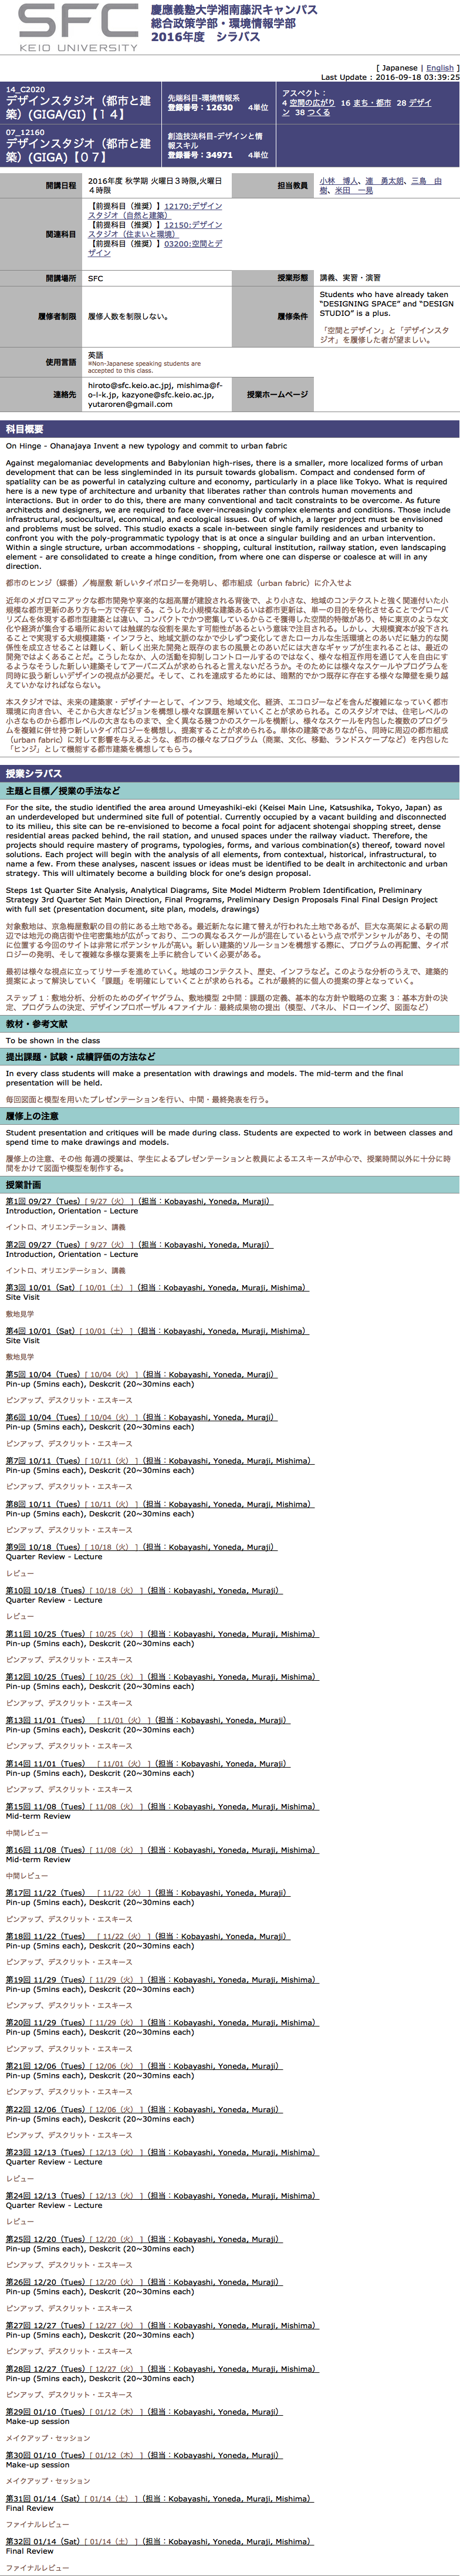 SFC
KEIO UNIVERSITY
慶應義塾大学湘南藤沢キャンパス
総合政策学部・環境情報学部
2016年度　シラバス
[ Japanese | English ]
Last Update : 2016-09-18 03:39:25
14_C2020
デザインスタジオ（都市と建
築）(GIGA/GI)【１４】
先端科目-環境情報系
登録番号：12630　4単位
アスペクト：
4 空間の広がり　16 まち・都市　28 デザイ
ン　38 つくる
07_12160
デザインスタジオ（都市と建
築）(GIGA)【０７】
創造技法科目-デザインと情
報スキル
登録番号：34971　4単位
開講日程
2016年度 秋学期 火曜日３時限,火曜日
４時限
担当教員
小林　博人、連　勇太朗、三島　由
樹、米田　一晃
関連科目
【前提科目（推奨）】12170:デザイン
スタジオ（自然と建築）
【前提科目（推奨）】12150:デザイン
スタジオ（住まいと環境）
【前提科目（推奨）】03200:空間とデ
ザイン
開講場所
SFC
授業形態
講義、実習・演習
履修者制限
履修人数を制限しない。
履修条件
Students who have already taken
"DESIGNING SPACE" and "DESIGN
STUDIO" is a plus.
「空間とデザイン」と「デザインスタ
ジオ」を履修した者が望ましい。
使用言語
英語
※Non-Japanese speaking students are
accepted to this class.
連絡先
hiroto@sfc.keio.ac.jpj, mishima@f-
o-l-k.jp, kazyone@sfc.keio.ac.jp,
yutaroren@gmail.com
授業ホームページ
科目概要
On Hinge - Ohanajaya Invent a new typology and commit to urban fabric
Against megalomaniac developments and Babylonian high-rises, there is a smaller, more localized forms of urban
development that can be less singleminded in its pursuit towards globalism. Compact and condensed form of
spatiality can be as powerful in catalyzing culture and economy, particularly in a place like Tokyo. What is required
here is a new type of architecture and urbanity that liberates rather than controls human movements and
interactions. But in order to do this, there are many conventional and tacit constraints to be overcome. As future
architects and designers, we are required to face ever-increasingly complex elements and conditions. Those include
infrastructural, sociocultural, economical, and ecological issues. Out of which, a larger project must be envisioned
and problems must be solved. This studio exacts a scale in-between single family residences and urbanity to
confront you with the poly-programmatic typology that is at once a singular building and an urban intervention.
Within a single structure, urban accommodations - shopping, cultural institution, railway station, even landscaping
element - are consolidated to create a hinge condition, from where one can disperse or coalesce at will in any
direction.
都市のヒンジ（蝶番）／梅屋敷 新しいタイポロジーを発明し、都市組成（urban fabric）に介入せよ
近年のメガロマニアックな都市開発や享楽的な超高層が建設される背後で、より小さな、地域のコンテクストと強く関連付いた小
規模な都市更新のあり方も一方で存在する。こうした小規模な建築あるいは都市更新は、単一の目的を特化させることでグローバ
リズムを体現する都市型建築とは違い、コンパクトでかつ密集しているからこそ獲得した空間的特徴があり、特に東京のような文
化や経済が集合する場所においては触媒的な役割を果たす可能性があるという意味で注目される。しかし、大規模資本が投下され
ることで実現する大規模建築・インフラと、地域文脈のなかで少しずつ変化してきたローカルな生活環境とのあいだに魅力的な関
係性を成立させることは難しく、新しく出来た開発と既存のまちの風景とのあいだには大きなギャップが生まれることは、最近の
開発ではよくあることだ。こうしたなか、人の活動を抑制しコントロールするのではなく、様々な相互作用を通じて人を自由にす
るようなそうした新しい建築そしてアーバニズムが求められると言えないだろうか。そのためには様々なスケールやプログラムを
同時に扱う新しいデザインの視点が必要だ。そして、これを達成するためには、暗黙的でかつ既存に存在する様々な障壁を乗り越
えていかなければならない。
本スタジオでは、未来の建築家・デザイナーとして、インフラ、地域文化、経済、エコロジーなどを含んだ複雑になっていく都市
環境に向き合い、そこから大きなビジョンを構想し様々な課題を解いていくことが求められる。このスタジオでは、住宅レベルの
小さなものから都市レベルの大きなものまで、全く異なる幾つかのスケールを横断し、様々なスケールを内包した複数のプログラ
ムを複雑に併せ持つ新しいタイポロジーを構想し、提案することが求められる。単体の建築でありながら、同時に周辺の都市組成
（urban fabric）に対して影響を与えるような、都市の様々なプログラム（商業、文化、移動、ランドスケープなど）を内包した
「ヒンジ」として機能する都市建築を構想してもらう。
授業シラバス
主題と目標／授業の手法など
For the site, the studio identified the area around Umeyashiki-eki (Keisei Main Line, Katsushika, Tokyo, Japan) as
an underdeveloped but undermined site full of potential. Currently occupied by a vacant building and disconnected
to its milieu, this site can be re-envisioned to become a focal point for adjacent shotengai shopping street, dense
residential areas packed behind, the rail station, and unused spaces under the railway viaduct. Therefore, the
projects should require mastery of programs, typologies, forms, and various combination(s) thereof, toward novel
solutions. Each project will begin with the analysis of all elements, from contextual, historical, infrastructural, to
name a few. From these analyses, nascent issues or ideas must be identified to be dealt in architectonic and urban
strategy. This will ultimately become a building block for one's design proposal.
Steps 1st Quarter Site Analysis, Analytical Diagrams, Site Model Midterm Problem Identification, Preliminary
Strategy 3rd Quarter Set Main Direction, Final Programs, Preliminary Design Proposals Final Final Design Project
with full set (presentation document, site plan, models, drawings)
対象敷地は、京急梅屋敷駅の目の前にある土地である。最近新たなに建て替えが行われた土地であるが、巨大な高架による駅の周
辺では地元の商店街や住宅密集地が広がっており、二つの異なるスケールが混在しているという点でポテンシャルがあり、その間
に位置する今回のサイトは非常にポテンシャルが高い。新しい建築的ソルーションを構想する際に、プログラムの再配置、タイポ
ロジーの発明、そして複雑な多様な要素を上手に統合していく必要がある。
最初は様々な視点に立ってリサーチを進めていく。地域のコンテクスト、歴史、インフラなど。このような分析のうえで、建築的
提案によって解決していく「課題」を明確にしていくことが求められる。これが最終的に個人の提案の芽となっていく。
ステップ 1：敷地分析、分析のためのダイヤグラム、敷地模型 2中間：課題の定義、基本的な方針や戦略の立案 3：基本方針の決
定、プログラムの決定、デザインプロポーザル 4ファイナル：最終成果物の提出（模型、パネル、ドローイング、図面など）
教材・参考文献
To be shown in the class
提出課題・試験・成績評価の方法など
In every class students will make a presentation with drawings and models. The mid-term and the final
presentation will be held.
毎回図面と模型を用いたプレゼンテーションを行い、中間・最終発表を行う。
履修上の注意
Student presentation and critiques will be made during class. Students are expected to work in between classes and
spend time to make drawings and models.
履修上の注意、その他 毎週の授業は、学生によるプレゼンテーションと教員によるエスキースが中心で、授業時間以外に十分に時
間をかけて図面や模型を制作する。
授業計画
第1回 09/27（Tues）[ 9/27（火） ]（担当：Kobayashi, Yoneda, Muraji）
Introduction, Orientation - Lecture
イントロ、オリエンテーション、講義
第2回 09/27（Tues）[ 9/27（火） ]（担当：Kobayashi, Yoneda, Muraji）
Introduction, Orientation - Lecture
イントロ、オリエンテーション、講義
第3回 10/01（Sat）[ 10/01（土） ]（担当：Kobayashi, Yoneda, Muraji, Mishima）
Site Visit
敷地見学
第4回 10/01（Sat）[ 10/01（土） ]（担当：Kobayashi, Yoneda, Muraji, Mishima）
Site Visit
敷地見学
第5回 10/04（Tues）[ 10/04（火） ]（担当：Kobayashi, Yoneda, Muraji）
Pin-up (5mins each), Deskcrit (20~30mins each)
ピンアップ、デスクリット・エスキース
第6回 10/04（Tues）[ 10/04（火） ]（担当：Kobayashi, Yoneda, Muraji）
Pin-up (5mins each), Deskcrit (20~30mins each)
ピンアップ、デスクリット・エスキース
第7回 10/11（Tues）[ 10/11（火） ]（担当：Kobayashi, Yoneda, Muraji, Mishima）
Pin-up (5mins each), Deskcrit (20~30mins each)
ピンアップ、デスクリット・エスキース
第8回 10/11（Tues）[ 10/11（火） ]（担当：Kobayashi, Yoneda, Muraji, Mishima）
Pin-up (5mins each), Deskcrit (20~30mins each)
ピンアップ、デスクリット・エスキース
第9回 10/18（Tues）[ 10/18（火） ]（担当：Kobayashi, Yoneda, Muraji）
Quarter Review - Lecture
レビュー
第10回 10/18（Tues）[ 10/18（火） ]（担当：Kobayashi, Yoneda, Muraji）
Quarter Review - Lecture
レビュー
第11回 10/25（Tues）[ 10/25（火） ]（担当：Kobayashi, Yoneda, Muraji, Mishima）
Pin-up (5mins each), Deskcrit (20~30mins each)
ピンアップ、デスクリット・エスキース
第12回 10/25（Tues）[ 10/25（火） ]（担当：Kobayashi, Yoneda, Muraji, Mishima）
Pin-up (5mins each), Deskcrit (20~30mins each)
ピンアップ、デスクリット・エスキース
第13回 11/01（Tues）　[ 11/01（火） ]（担当：Kobayashi, Yoneda, Muraji）
Pin-up (5mins each), Deskcrit (20~30mins each)
ピンアップ、デスクリット・エスキース
第14回 11/01（Tues）　[ 11/01（火） ]（担当：Kobayashi, Yoneda, Muraji）
Pin-up (5mins each), Deskcrit (20~30mins each)
ピンアップ、デスクリット・エスキース
第15回 11/08（Tues）[ 11/08（火） ]（担当：Kobayashi, Yoneda, Muraji, Mishima）
Mid-term Review
中間レビュー
第16回 11/08（Tues）[ 11/08（火） ]（担当：Kobayashi, Yoneda, Muraji, Mishima）
Mid-term Review
中間レビュー
第17回 11/22（Tues）　[ 11/22（火） ]（担当：Kobayashi, Yoneda, Muraji）
Pin-up (5mins each), Deskcrit (20~30mins each)
ピンアップ、デスクリット・エスキース
第18回 11/22（Tues）　[ 11/22（火） ]（担当：Kobayashi, Yoneda, Muraji）
Pin-up (5mins each), Deskcrit (20~30mins each)
ピンアップ、デスクリット・エスキース
第19回 11/29（Tues）[ 11/29（火） ]（担当：Kobayashi, Yoneda, Muraji, Mishima）
Pin-up (5mins each), Deskcrit (20~30mins each)
ピンアップ、デスクリット・エスキース
第20回 11/29（Tues）[ 11/29（火） ]（担当：Kobayashi, Yoneda, Muraji, Mishima）
Pin-up (5mins each), Deskcrit (20~30mins each)
ピンアップ、デスクリット・エスキース
第21回 12/06（Tues）[ 12/06（火） ]（担当：Kobayashi, Yoneda, Muraji）
Pin-up (5mins each), Deskcrit (20~30mins each)
ピンアップ、デスクリット・エスキース
第22回 12/06（Tues）[ 12/06（火） ]（担当：Kobayashi, Yoneda, Muraji）
Pin-up (5mins each), Deskcrit (20~30mins each)
ピンアップ、デスクリット・エスキース
第23回 12/13（Tues）[ 12/13（火） ]（担当：Kobayashi, Yoneda, Muraji, Mishima）
Quarter Review - Lecture
レビュー
第24回 12/13（Tues）[ 12/13（火） ]（担当：Kobayashi, Yoneda, Muraji, Mishima）
Quarter Review - Lecture
レビュー
第25回 12/20（Tues）[ 12/20（火） ]（担当：Kobayashi, Yoneda, Muraji）
Pin-up (5mins each), Deskcrit (20~30mins each)
ピンアップ、デスクリット・エスキース
第26回 12/20（Tues）[ 12/20（火） ]（担当：Kobayashi, Yoneda, Muraji）
Pin-up (5mins each), Deskcrit (20~30mins each)
ピンアップ、デスクリット・エスキース
第27回 12/27（Tues）[ 12/27（火） ]（担当：Kobayashi, Yoneda, Muraji, Mishima）
Pin-up (5mins each), Deskcrit (20~30mins each)
ピンアップ、デスクリット・エスキース
第28回 12/27（Tues）[ 12/27（火） ]（担当：Kobayashi, Yoneda, Muraji, Mishima）
Pin-up (5mins each), Deskcrit (20~30mins each)
ピンアップ、デスクリット・エスキース
第29回 01/10（Tues）[ 01/12（木） ]（担当：Kobayashi, Yoneda, Muraji）
Make-up session
メイクアップ・セッション
第30回 01/10（Tues）[ 01/12（木） ]（担当：Kobayashi, Yoneda, Muraji）
Make-up session
メイクアップ・セッション
第31回 01/14（Sat）[ 01/14（土） ]（担当：Kobayashi, Yoneda, Muraji, Mishima）
Final Review
ファイナルレビュー
第32回 01/14（Sat）[ 01/14（土） ]（担当：Kobayashi, Yoneda, Muraji, Mishima）
Final Review
ファイナルレビュー